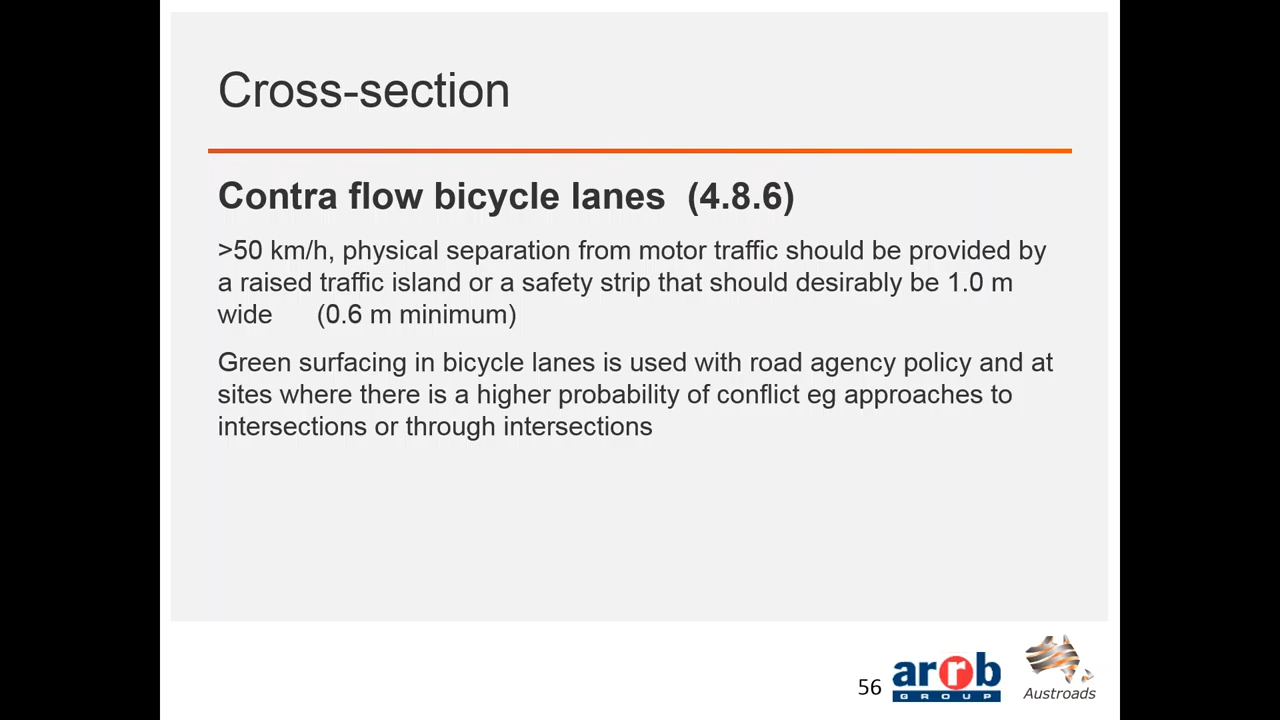 Cross-section
Contra flow bicycle lanes (4.8.6)
>50 km/h, physical separation from motor traffic should be provided by
a raised traffic island or a safety strip that should desirably be 1.0 m
wide (0.6 m minimum)
Green surfacing in bicycle lanes is used with road agency policy and at
sites where there is a higher probability of conflict eg approaches to
intersections or through intersections
56
arrb
GROUP
Austroads